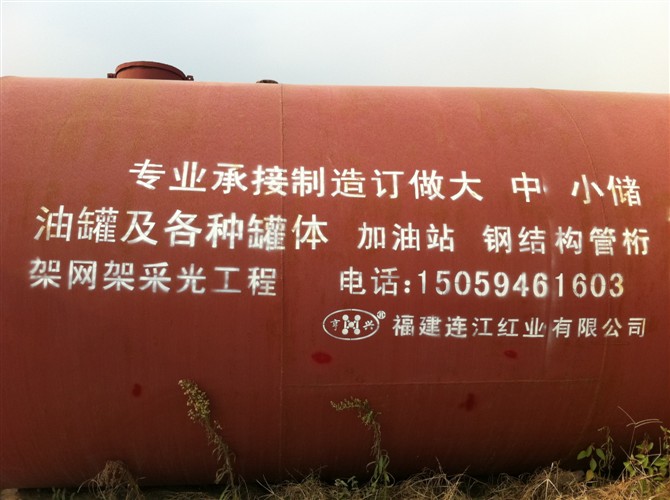 专业承接制造订做大 中 小储
油罐及各种罐体 加油站 钢结构管桁
架网架采光工程 电话:15059461603
亨 H 兴 ® 福建连江红业有限公司